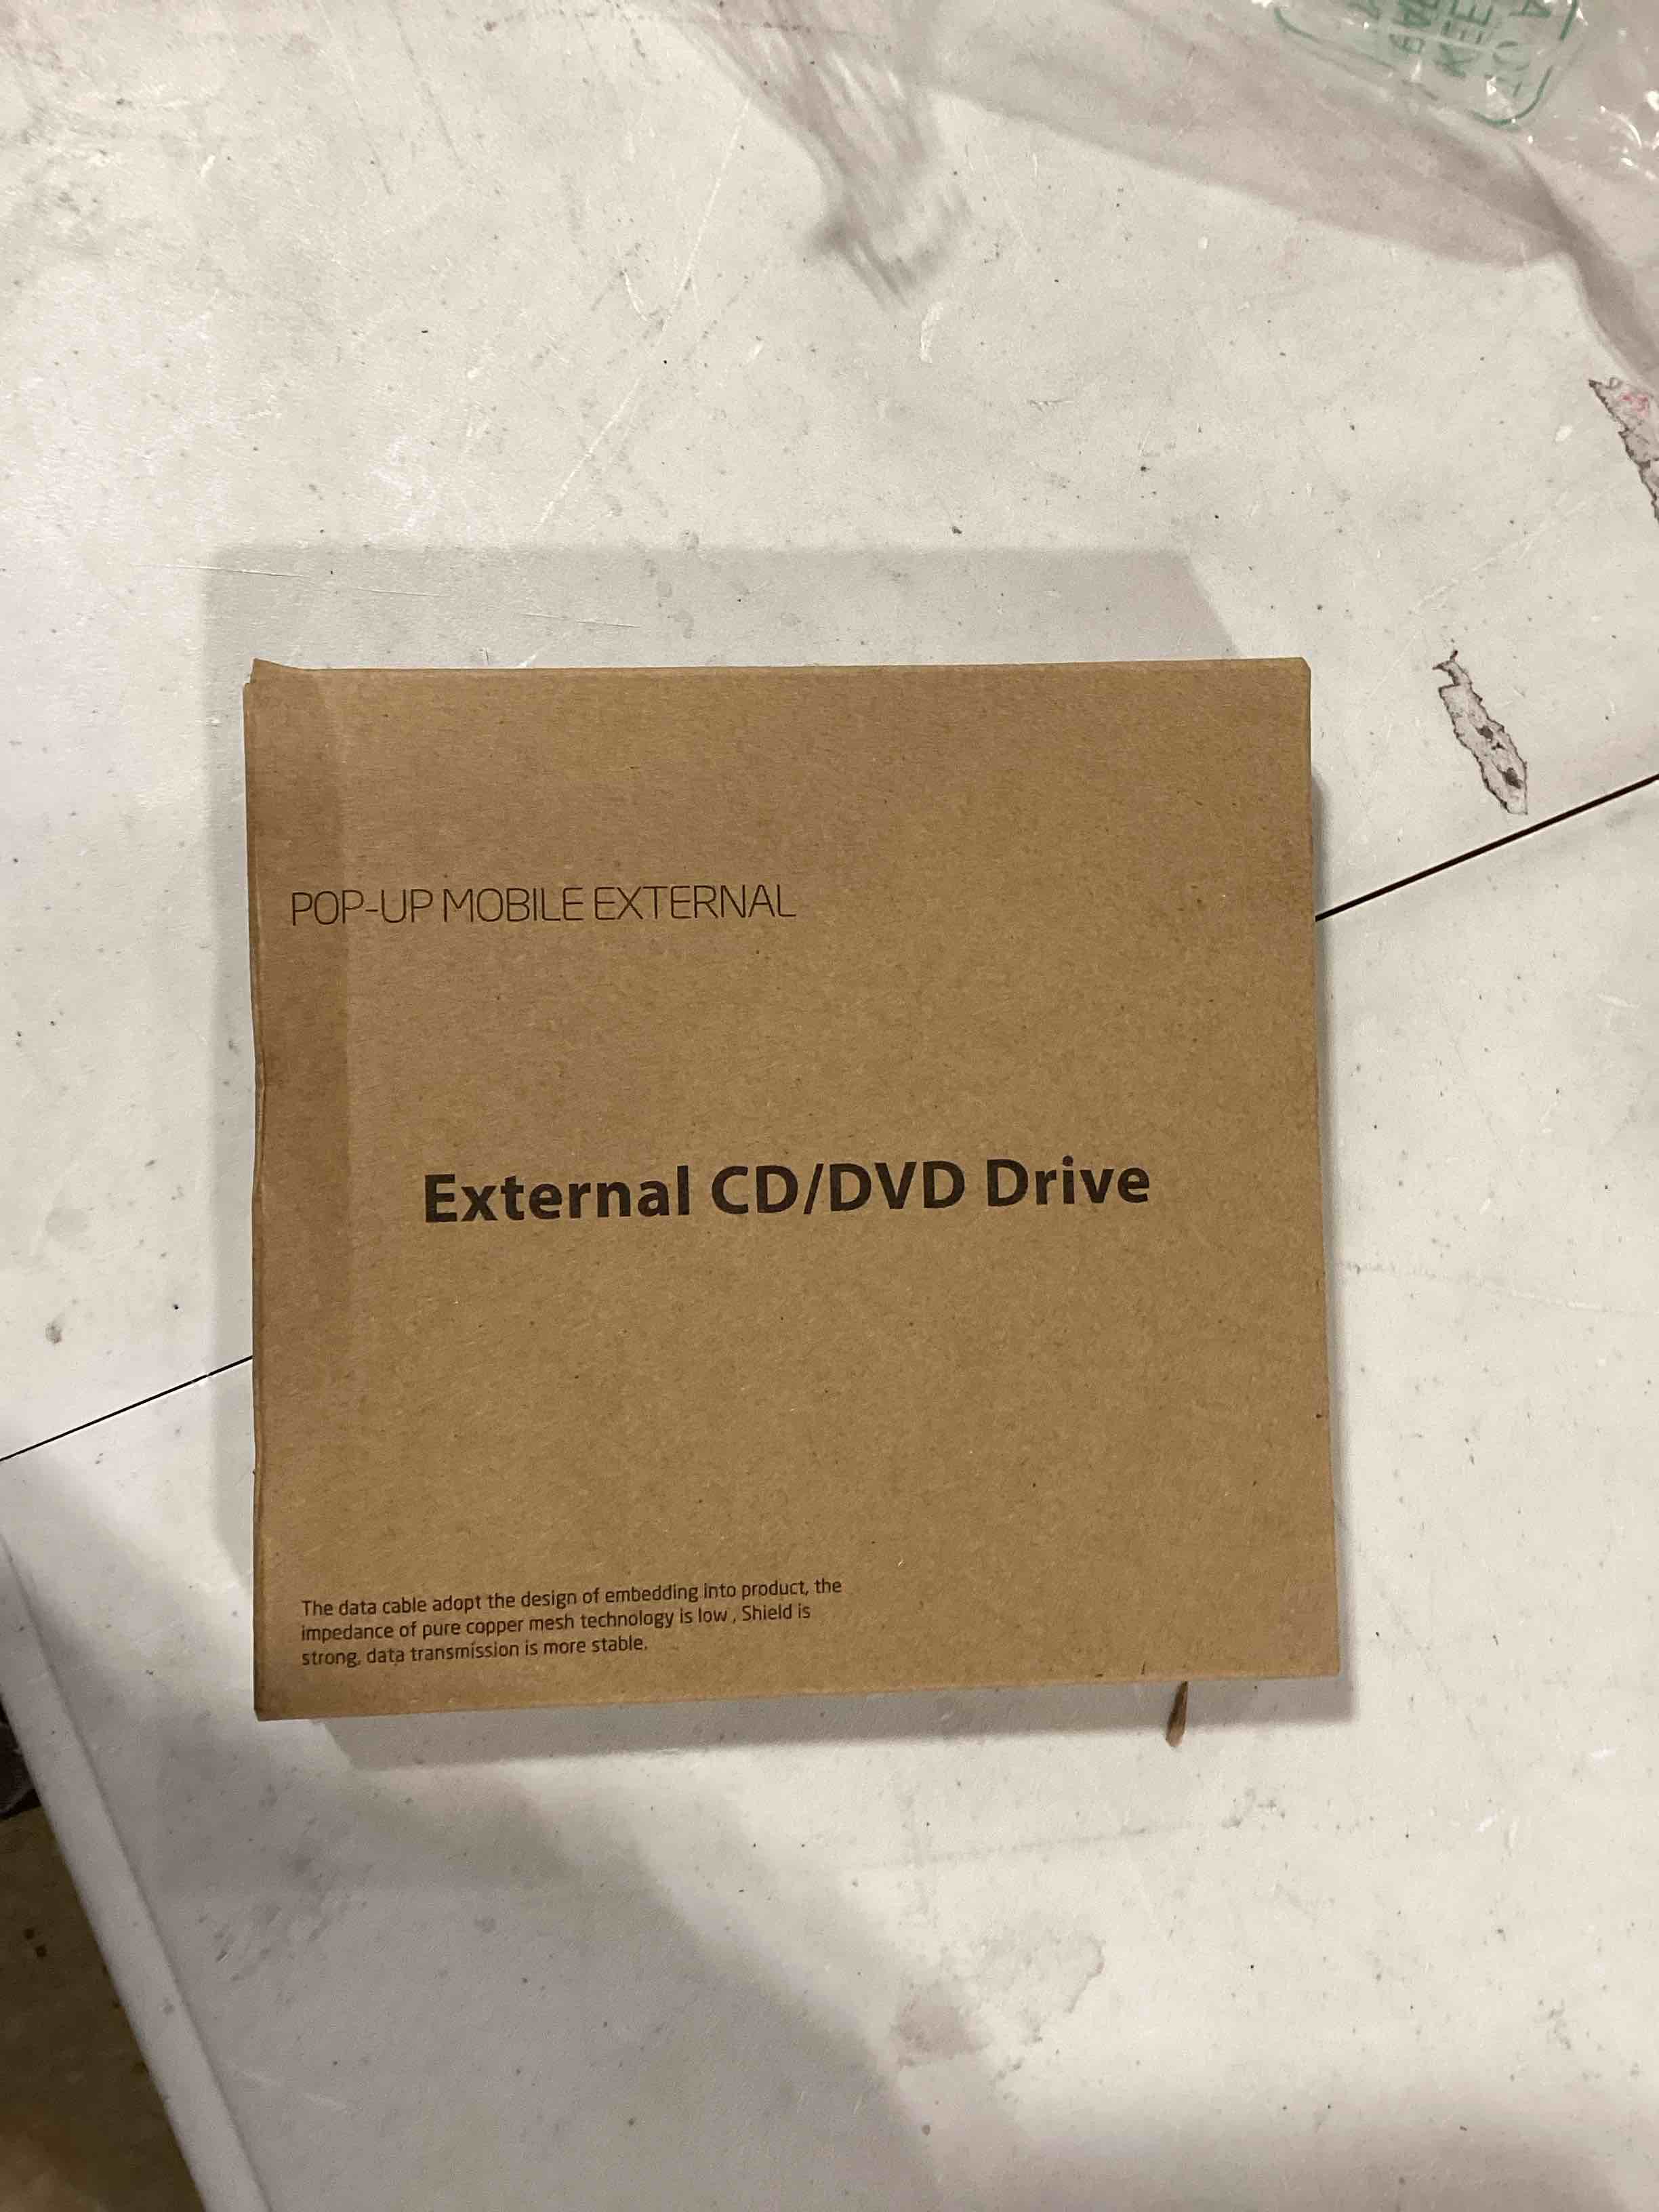 POP-UP MOBILE EXTERNAL
External CD/DVD Drive
The data cable adopt the design of embedding into product, the
impedance of pure copper mesh technology is low , Shield is
strong, data transmission is more stable.